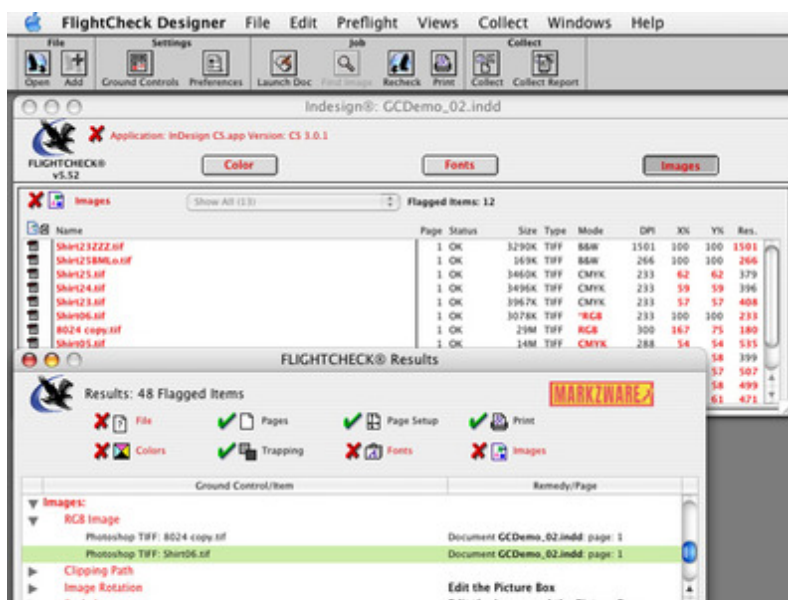 FlightCheck Designer File Edit Preflight Views Collect Windows Help
File Settings Job Collect
Open Add Ground Controls Preferences Launch Doc Find Image Recheck Print Collect Collect Report
Indesign®: GCDemo_02.indd
Application: InDesign CS.app Version: CS 3.0.1
FLIGHTCHECK®
v5.52
Color Fonts Images
Images Show All (13) Flagged Items: 12
Name Page Status Size Type Mode DPI X% Y% Res.
Shirt23ZZZ.tif 1 OK 3290K TIFF B&W 1501 100 100 1501
Shirt25BMLo.tif 1 OK 169K TIFF B&W 266 100 100 266
Shirt25.tif 1 OK 3460K TIFF CMYK 233 62 62 379
Shirt24.tif 1 OK 3496K TIFF CMYK 233 59 59 396
Shirt23.tif 1 OK 3967K TIFF CMYK 233 57 57 408
Shirt06.tif 1 OK 3078K TIFF *RGB 233 100 100 233
8024 copy.tif 1 OK 29M TIFF RGB 300 167 75 180
Shirt05.tif 1 OK 14M TIFF CMYK 288 54 54 535
58 399
57 507
58 499
61 471
FLIGHTCHECK® Results
Results: 48 Flagged Items
MARKZWARE
File Pages Page Setup Print
Colors Trapping Fonts Images
Ground Control/Item Remedy/Page
Images:
RGB Image
Photoshop TIFF: 8024 copy.tif Document GCDemo_02.indd: page: 1
Photoshop TIFF: Shirt06.tif Document GCDemo_02.indd: page: 1
Clipping Path
Image Rotation Edit the Picture Box